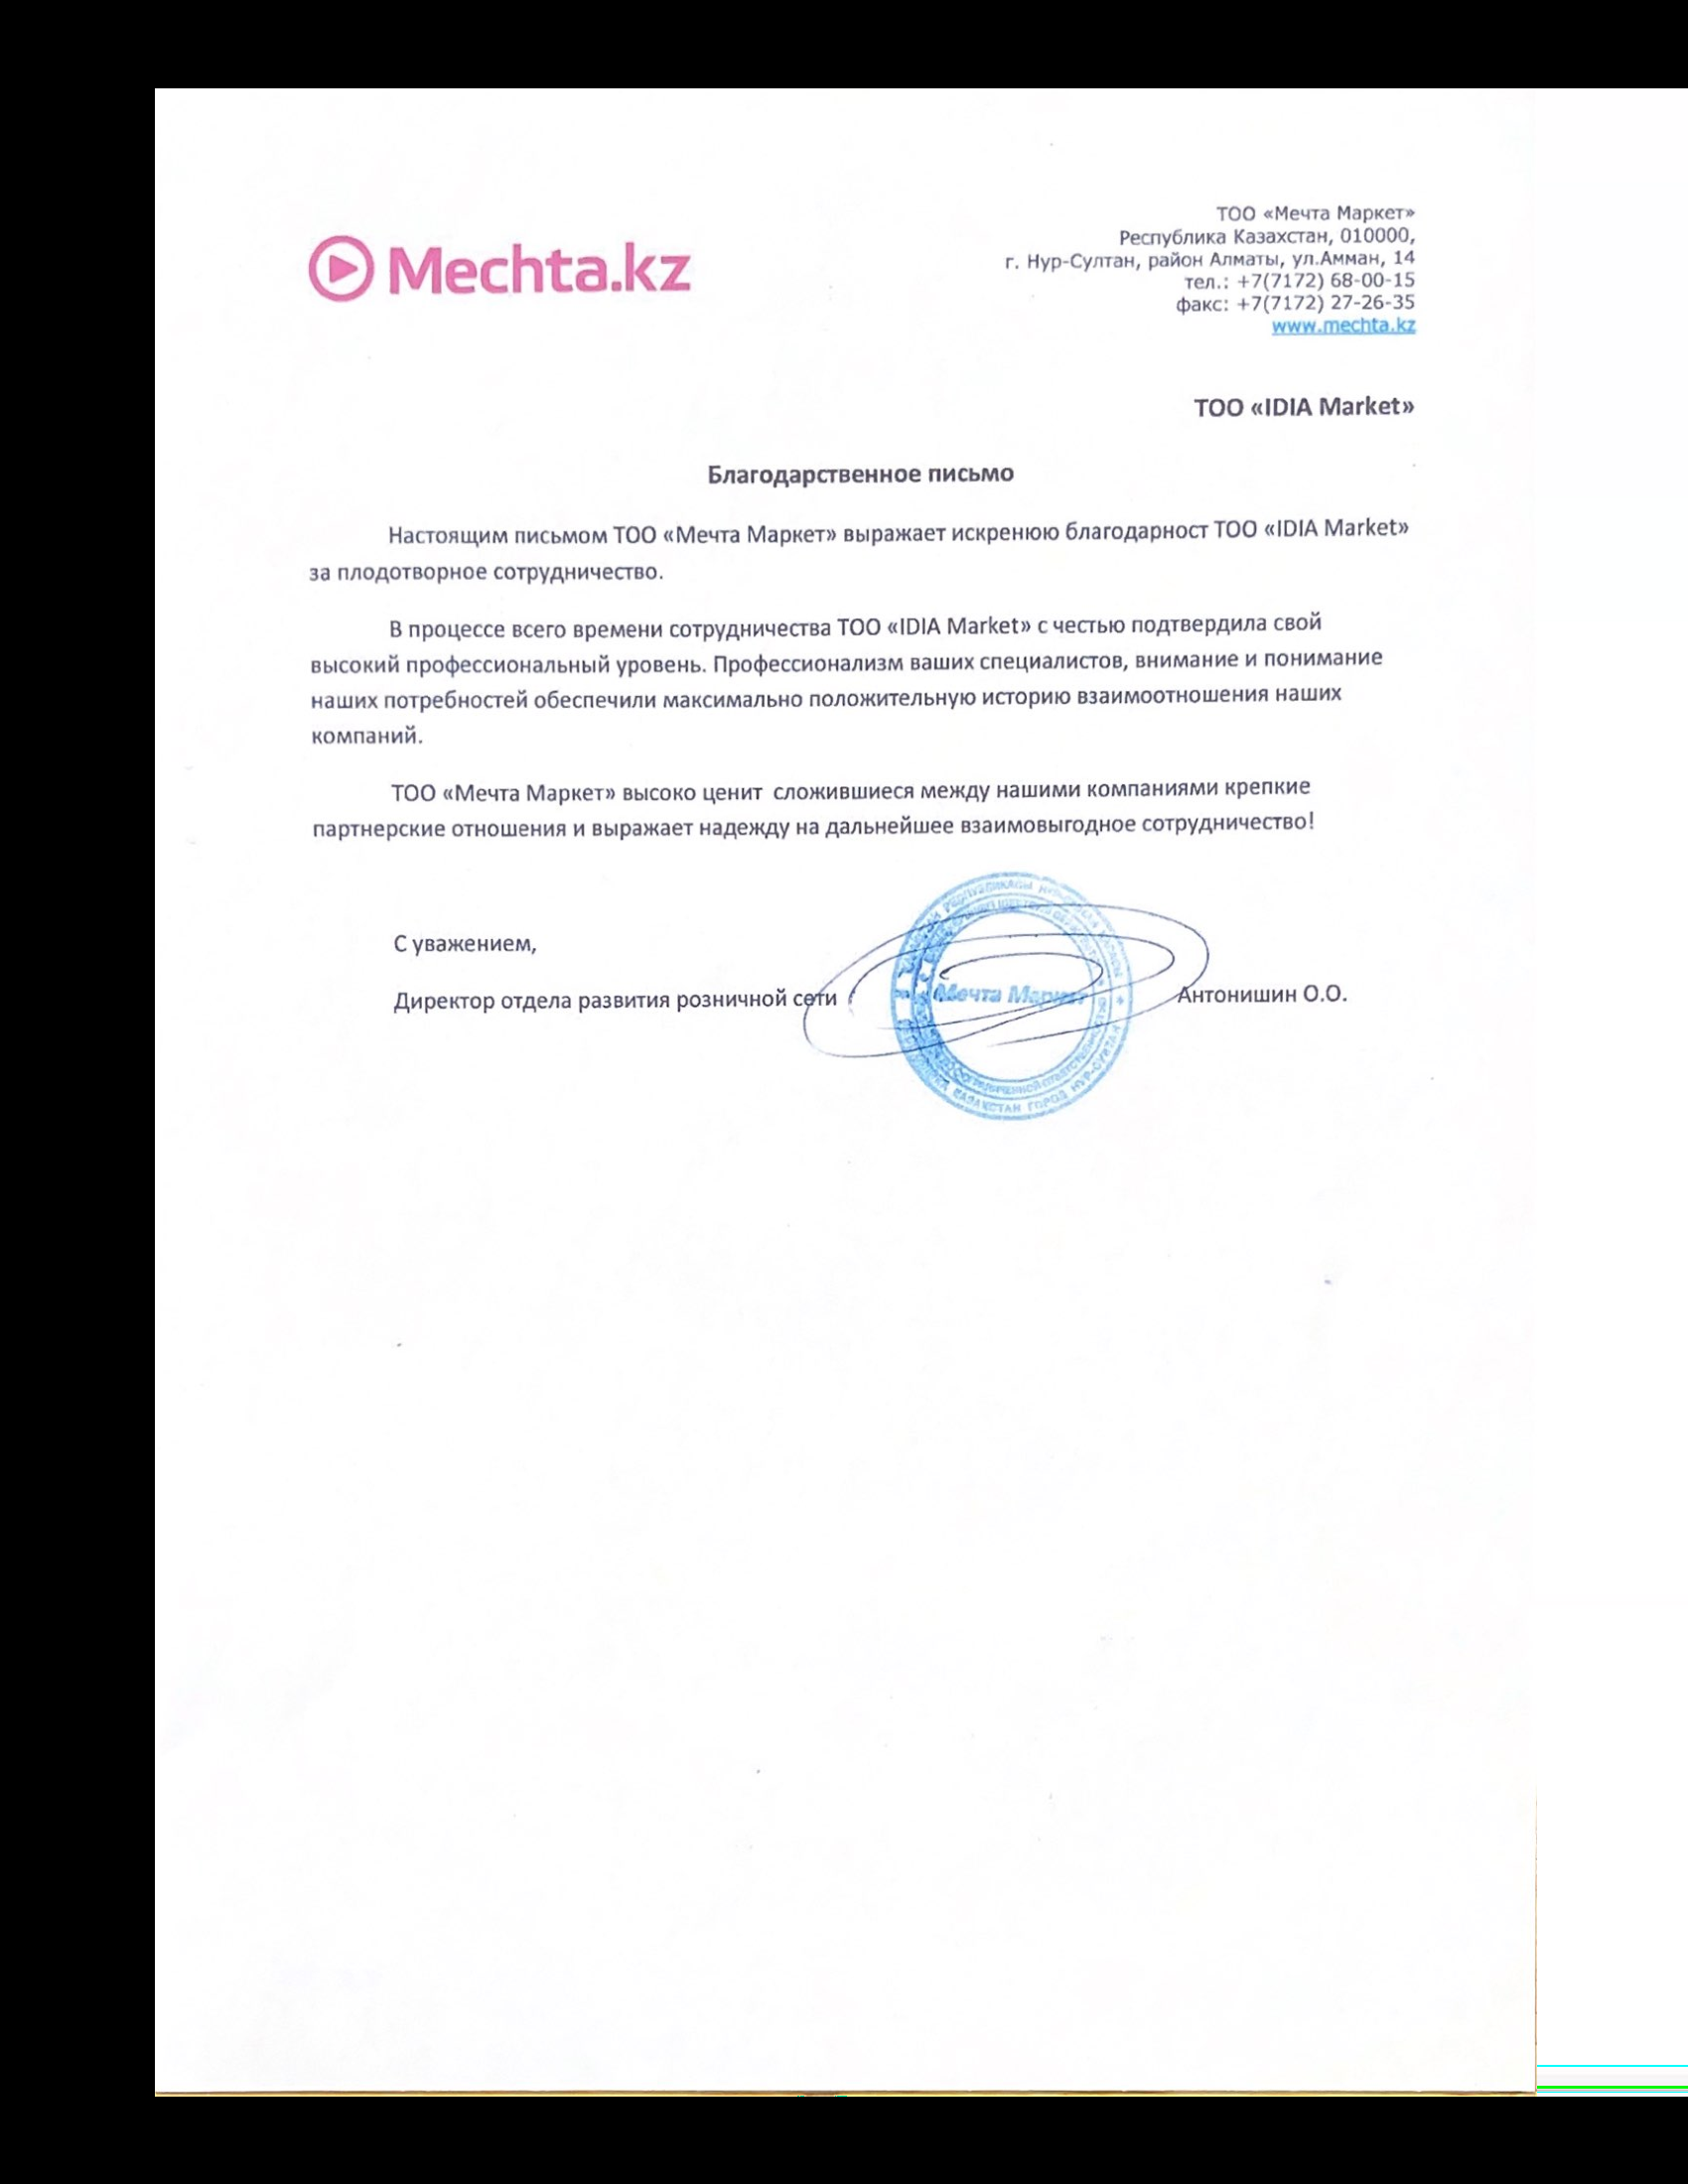 Mechta.kz
ТОО «Мечта Маркет»
Республика Казахстан, 010000,
г. Нур-Султан, район Алматы, ул.Амман, 14
тел.: +7(7172) 68-00-15
факс: +7(7172) 27-26-35
www.mechta.kz
ТОО «IDIA Market»
Благодарственное письмо
Настоящим письмом ТОО «Мечта Маркет» выражает искренюю благодарност ТОО «IDIA Market»
за плодотворное сотрудничество.
В процессе всего времени сотрудничества ТОО «IDIA Market» с честью подтвердила свой
высокий профессиональный уровень. Профессионализм ваших специалистов, внимание и понимание
наших потребностей обеспечили максимально положительную историю взаимоотношения наших
компаний.
ТОО «Мечта Маркет» высоко ценит сложившиеся между нашими компаниями крепкие
партнерские отношения и выражает надежду на дальнейшее взаимовыгодное сотрудничество!
С уважением,
Директор отдела развития розничной сети
Мечта Маркет
КАЗАХСТАН ГОРОД НУР-СУЛТАН
Антонишин О.О.